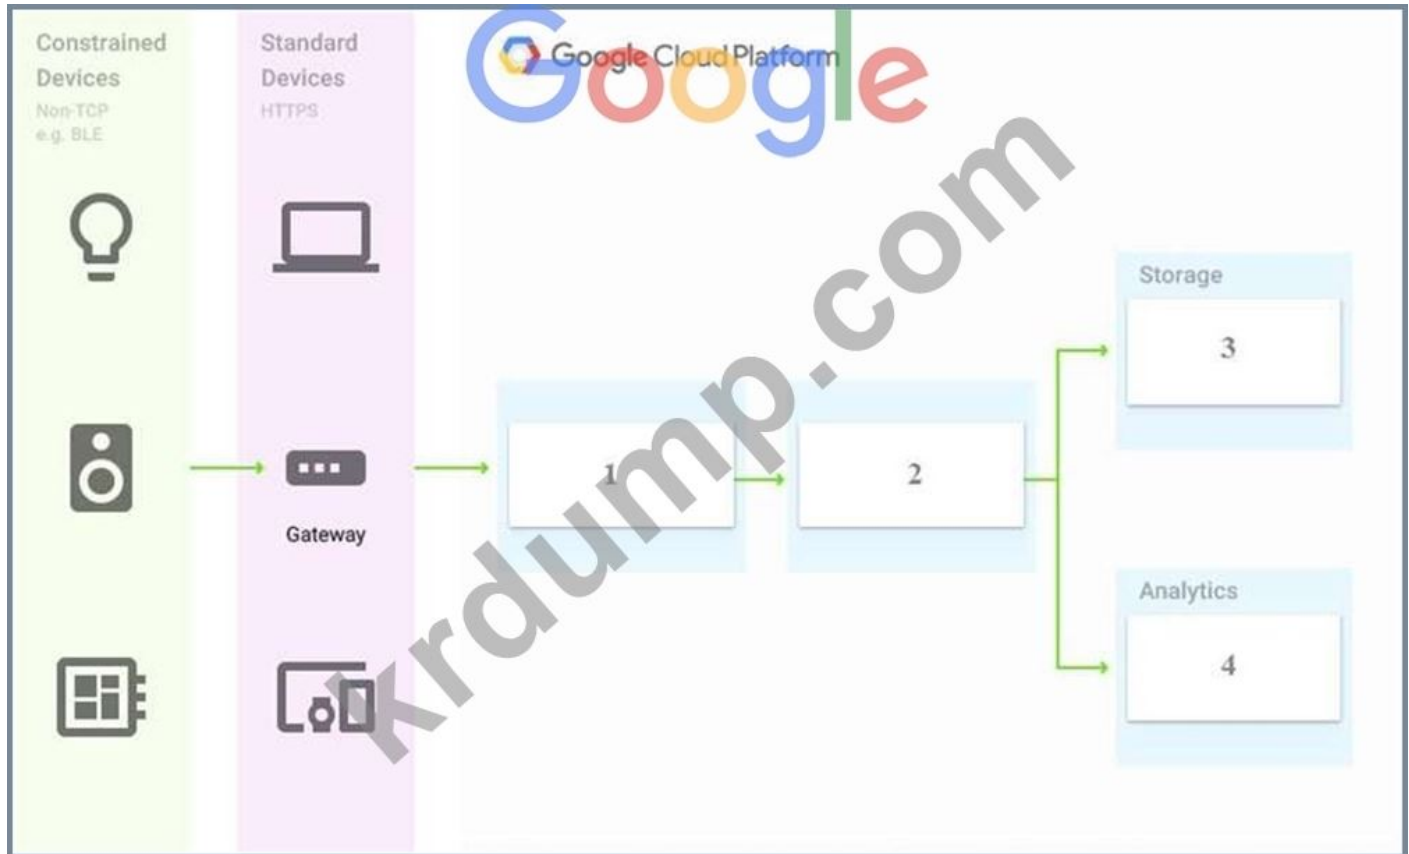 Constrained
Devices
Non-TCP
e.g. BLE
Standard
Devices
HTTPS
Google Cloud Platform
Google
Storage
3
1
2
Gateway
Analytics
4
krdump.com